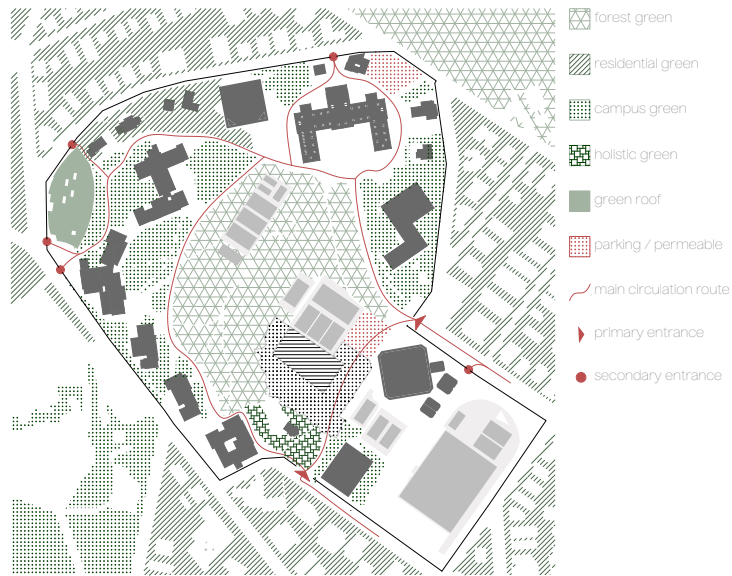 forest green
residential green
campus green
holistic green
green roof
parking / permeable
main circulation route
primary entrance
secondary entrance